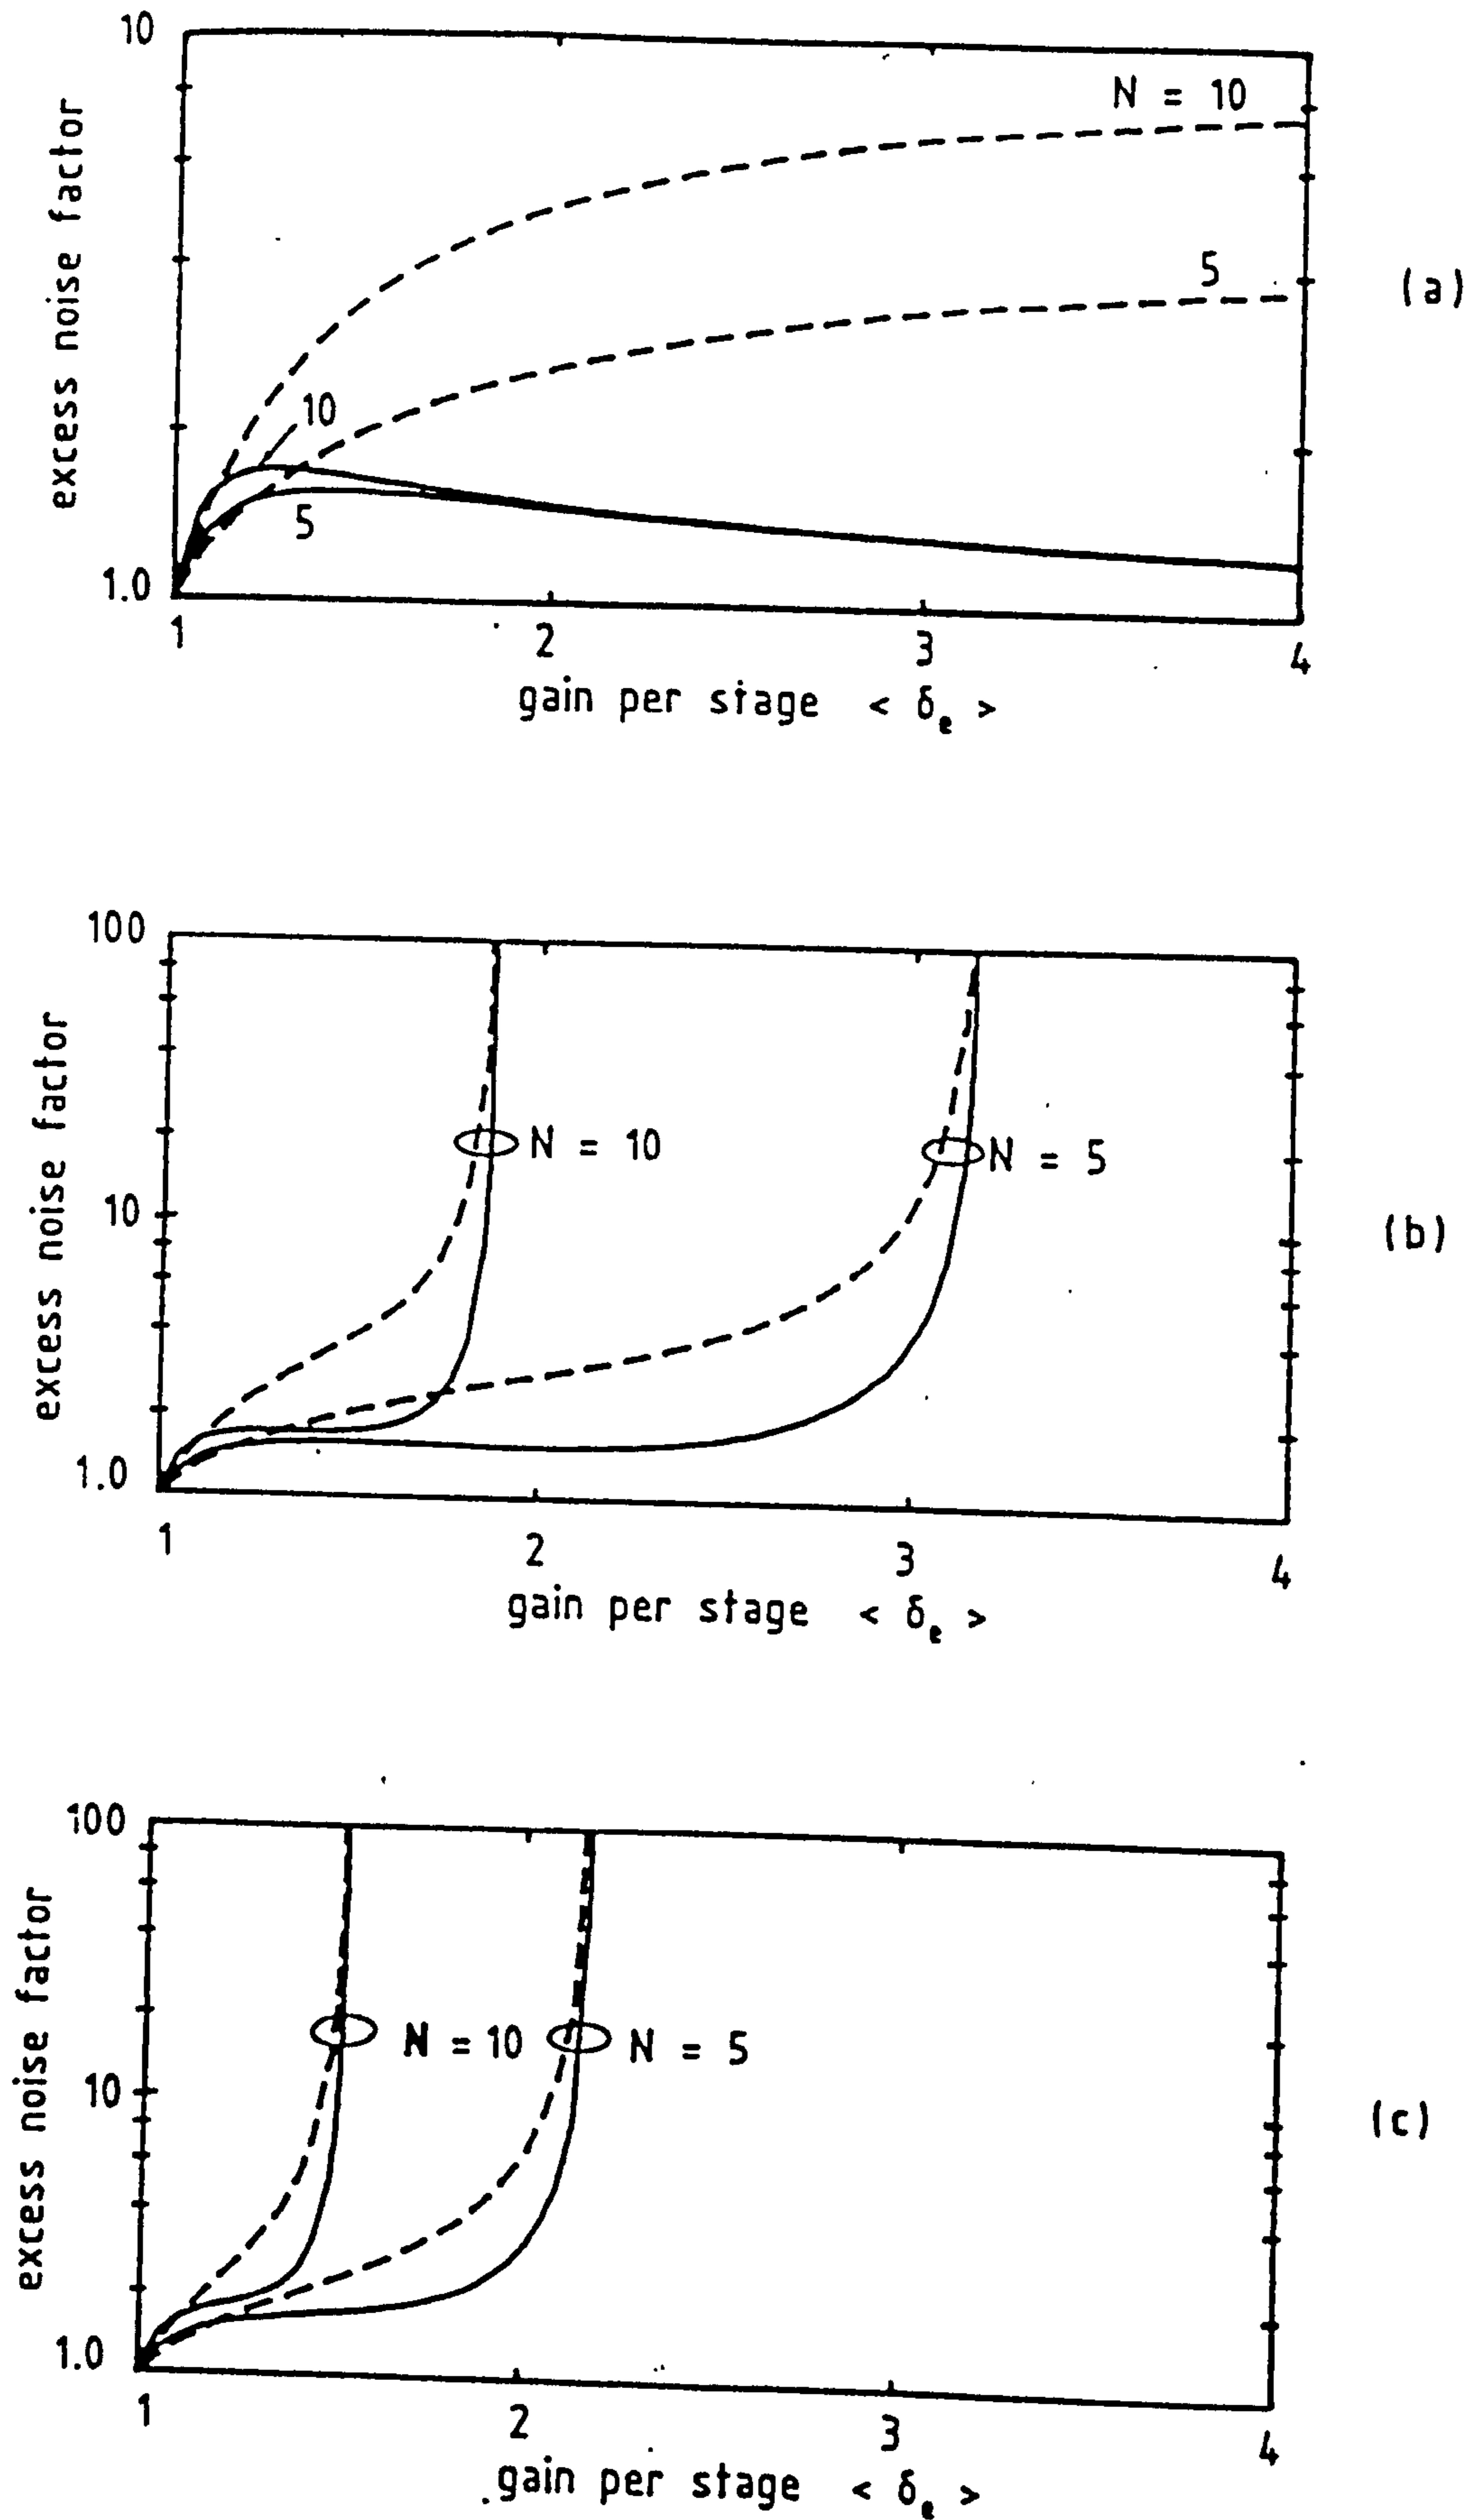 10
N = 10
5
10
5
1.0
1
2
3
4
excess noise factor
gain per stage < δe >
(a)
100
10
1.0
N = 10
N = 5
1
2
3
4
excess noise factor
gain per stage < δe >
(b)
100
10
1.0
N = 10
N = 5
1
2
3
4
excess noise factor
gain per stage < δe >
(c)